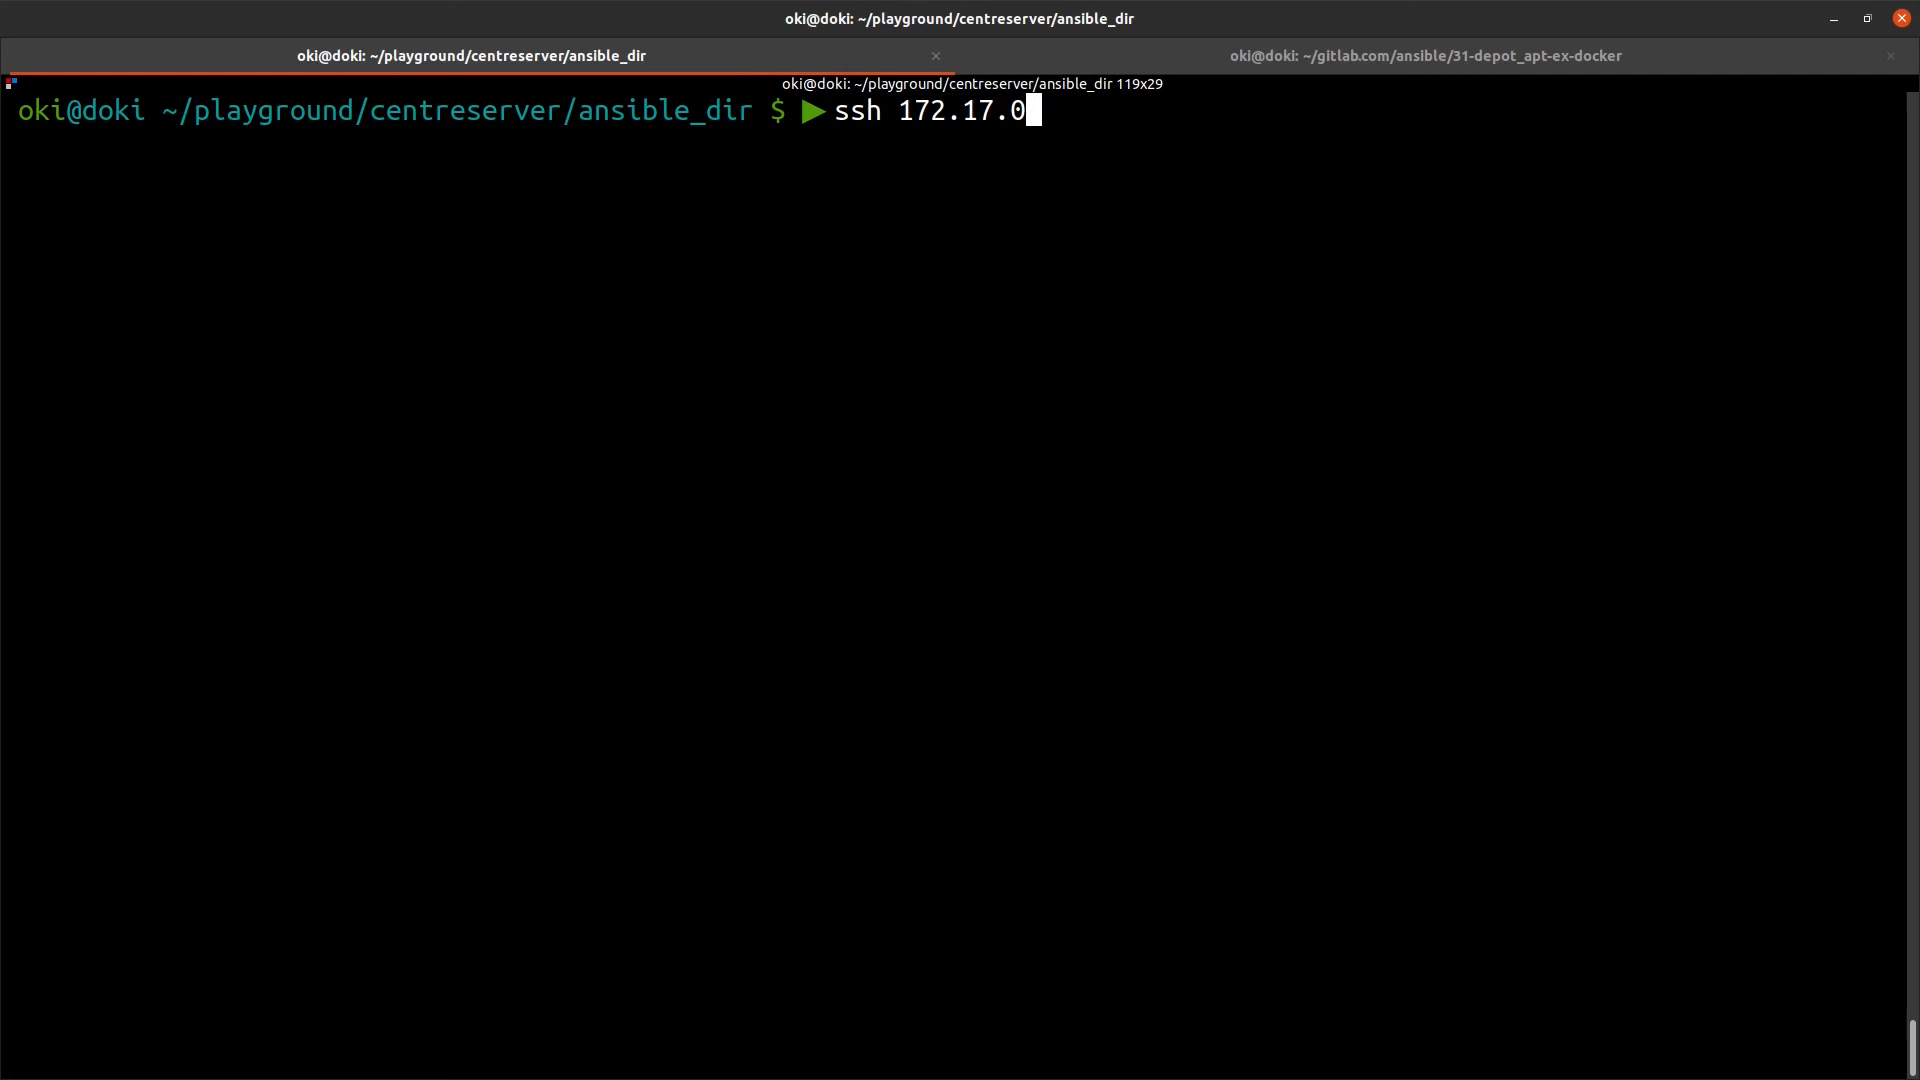 oki@doki: ~/playground/centreserver/ansible_dir
oki@doki: ~/playground/centreserver/ansible_dir
oki@doki: ~/gitlab.com/ansible/31-depot_apt-ex-docker
oki@doki: ~/playground/centreserver/ansible_dir 119x29
oki@doki ~/playground/centreserver/ansible_dir $ ▶ssh 172.17.0